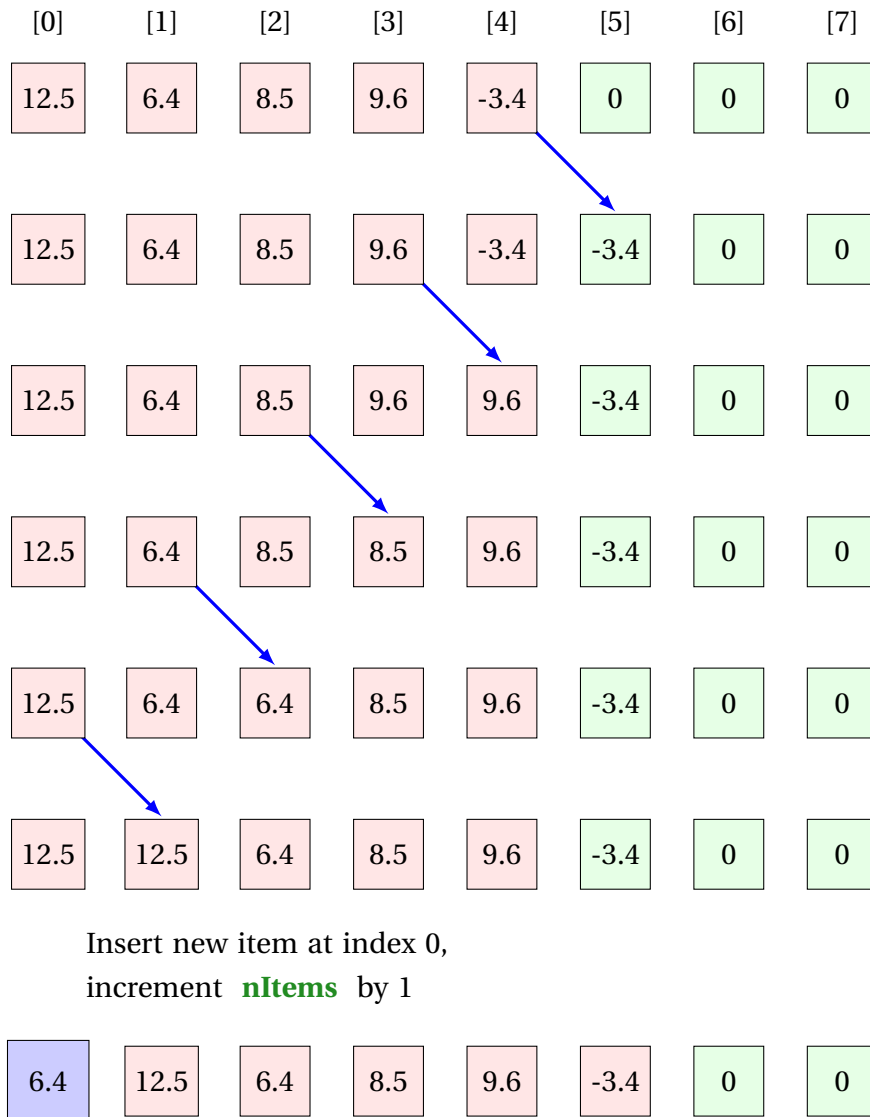 [0] [1] [2] [3] [4] [5] [6] [7]
12.5 6.4 8.5 9.6 -3.4 0 0 0
12.5 6.4 8.5 9.6 -3.4 -3.4 0 0
12.5 6.4 8.5 9.6 9.6 -3.4 0 0
12.5 6.4 8.5 8.5 9.6 -3.4 0 0
12.5 6.4 6.4 8.5 9.6 -3.4 0 0
12.5 12.5 6.4 8.5 9.6 -3.4 0 0
Insert new item at index 0,
increment nItems by 1
6.4 12.5 6.4 8.5 9.6 -3.4 0 0